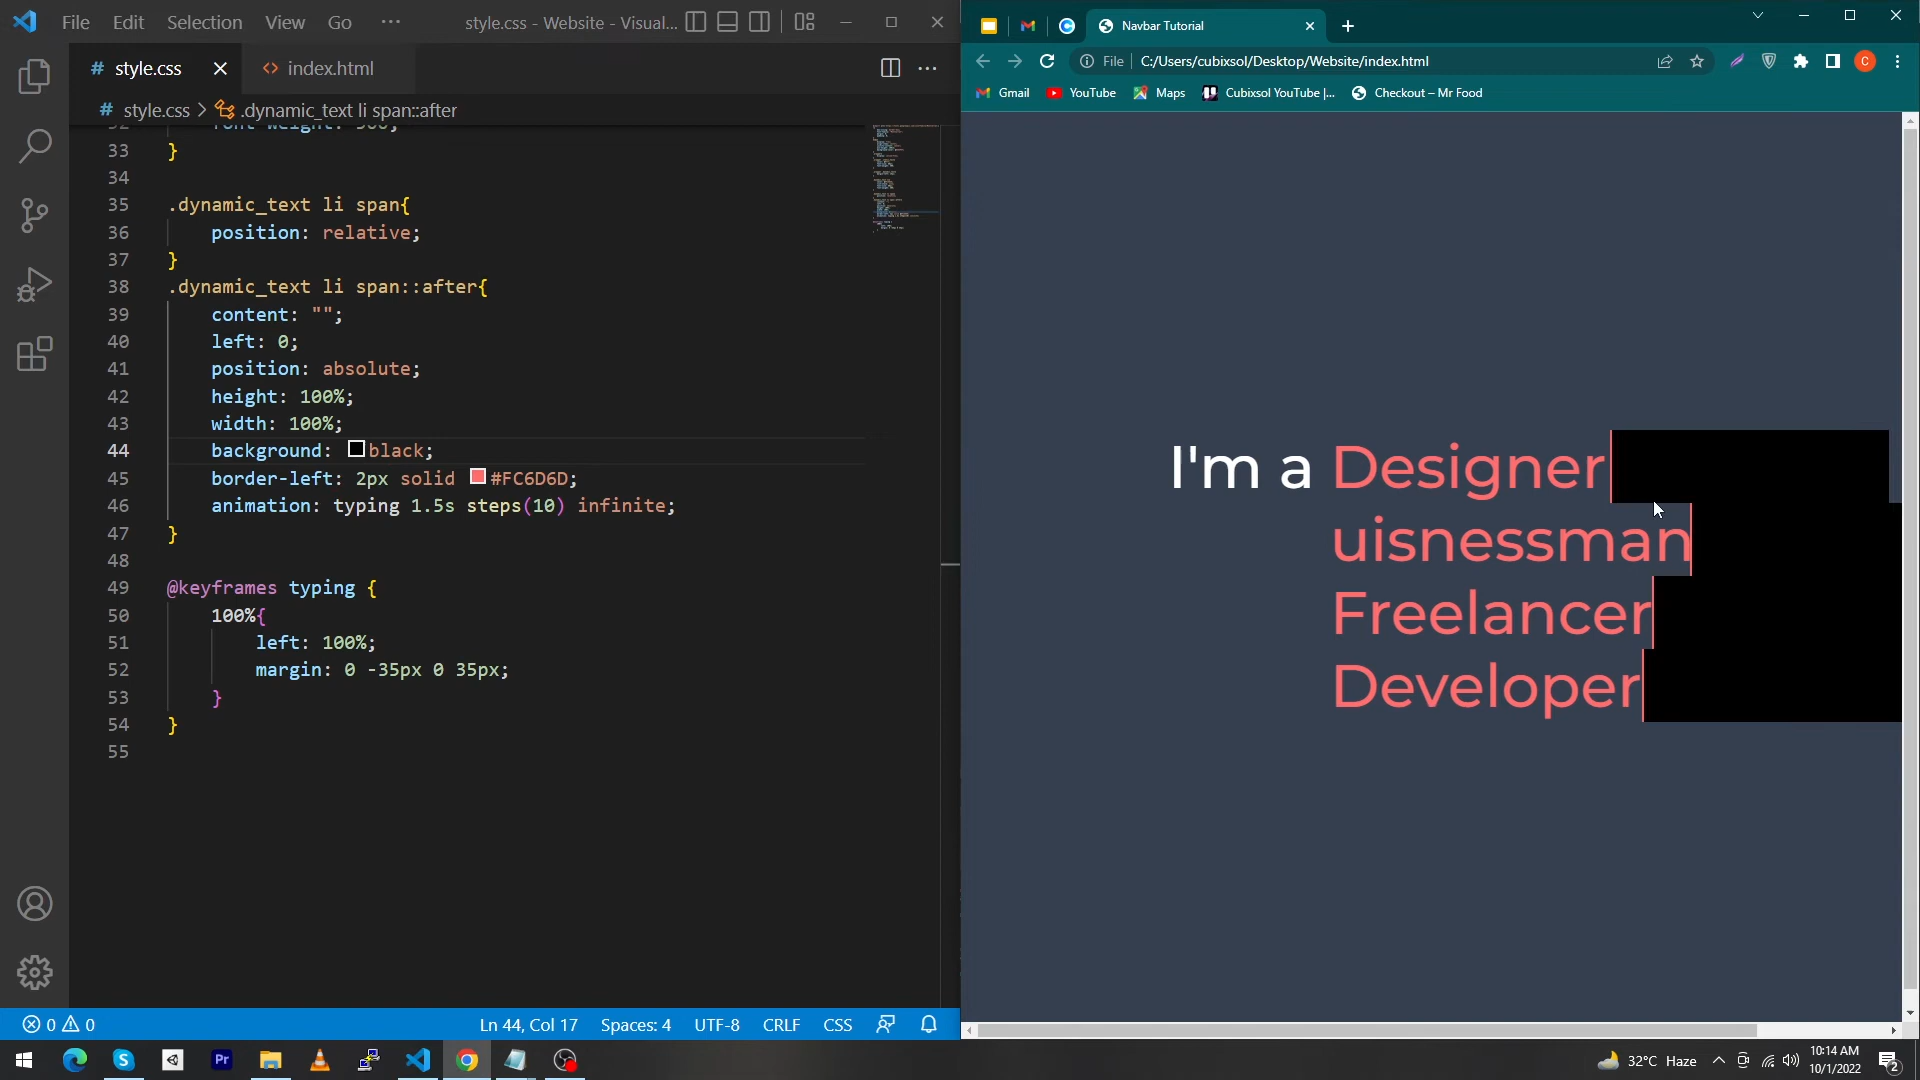 File Edit Selection View Go ··· style.css - Website - Visual...
# style.css × <> index.html ···
# style.css > .dynamic_text li span::after
32 font-weight: 500;
33 }
34
35 .dynamic_text li span{
36 position: relative;
37 }
38 .dynamic_text li span::after{
39 content: "";
40 left: 0;
41 position: absolute;
42 height: 100%;
43 width: 100%;
44 background: black;
45 border-left: 2px solid #FC6D6D;
46 animation: typing 1.5s steps(10) infinite;
47 }
48
49 @keyframes typing {
50 100%{
51 left: 100%;
52 margin: 0 -35px 0 35px;
53 }
54 }
55
0 0 Ln 44, Col 17 Spaces: 4 UTF-8 CRLF CSS
Navbar Tutorial
File C:/Users/cubixsol/Desktop/Website/index.html C
Gmail YouTube Maps Cubixsol YouTube |... Checkout – Mr Food
I'm a Designer
uisnessman
Freelancer
Developer
S Pr 32°C Haze 10:14 AM
10/1/2022 2